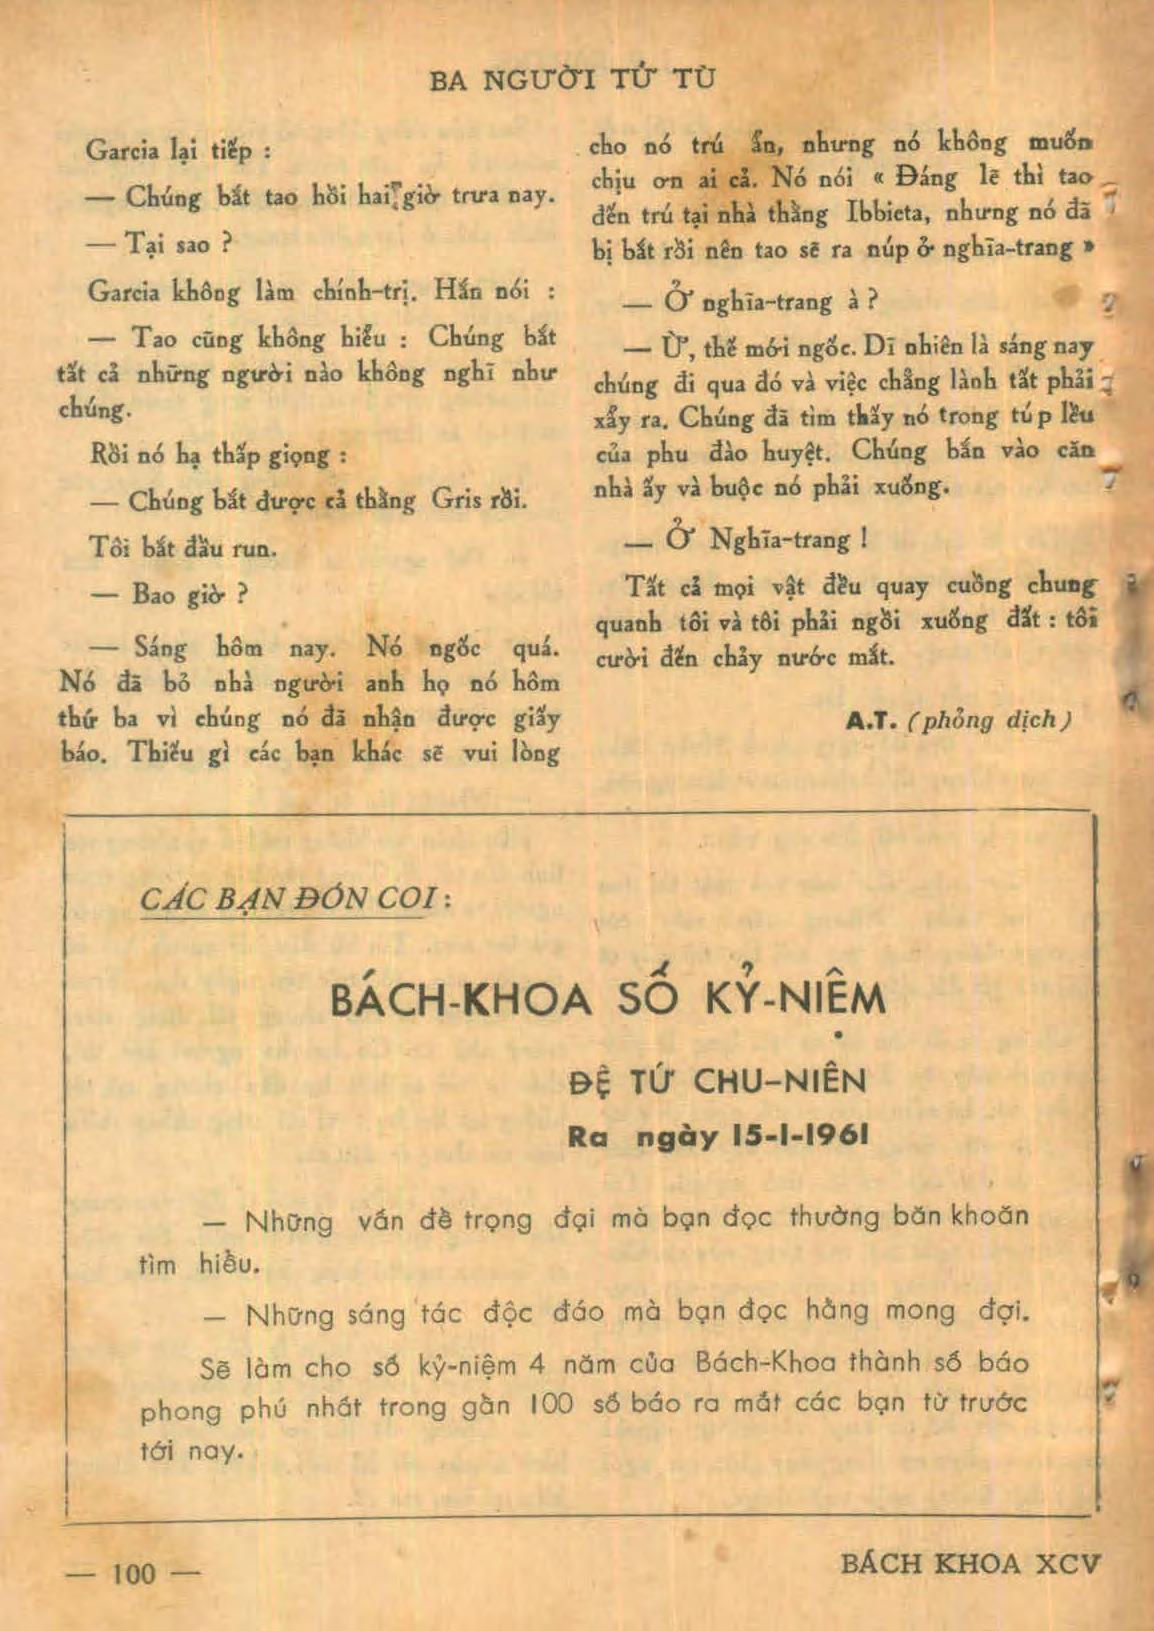 BA NGƯỜI TỬ TÙ
Garcia lại tiếp :
— Chúng bắt tao hồi hai giờ trưa nay.
— Tại sao ?
Garcia không làm chính-trị. Hắn nói :
— Tao cũng không hiểu : Chúng bắt
tất cả những người nào không nghĩ như
chúng.
Rồi nó hạ thấp giọng :
— Chúng bắt được cả thằng Gris rồi.
Tôi bắt đầu run.
— Bao giờ ?
— Sáng hôm nay. Nó ngốc quá.
Nó đã bỏ nhà người anh họ nó hôm
thứ ba vì chúng nó đã nhận được giấy
báo. Thiếu gì các bạn khác sẽ vui lòng
cho nó trú ẩn, nhưng nó không muốn
chịu ơn ai cả. Nó nói « Đáng lẽ thì tao
đến trú tại nhà thằng Ibbieta, nhưng nó đã
bị bắt rồi nên tao sẽ ra núp ở nghĩa-trang »
— Ở nghĩa-trang à ?
— Ừ, thế mới ngốc. Dĩ nhiên là sáng nay
chúng đi qua đó và việc chẳng lành tất phải
xẩy ra. Chúng đã tìm thấy nó trong túp lều
của phu đào huyệt. Chúng bắn vào căn
nhà ấy và buộc nó phải xuống.
— Ở Nghĩa-trang !
Tất cả mọi vật đều quay cuồng chung
quanh tôi và tôi phải ngồi xuống đất : tôi
cười đến chảy nước mắt.
A.T. (phỏng dịch)
CÁC BẠN ĐÓN COI :
BÁCH-KHOA SỐ KỶ-NIỆM
ĐỆ TỨ CHU-NIÊN
Ra ngày 15-1-1961
— Những vấn đề trọng đại mà bạn đọc thường băn khoăn
tìm hiểu.
— Những sáng tác độc đáo mà bạn đọc hằng mong đợi.
Sẽ làm cho số kỷ-niệm 4 năm của Bách-Khoa thành số báo
phong phú nhất trong gần 100 số báo ra mắt các bạn từ trước
tới nay.
— 100 —
BÁCH KHOA XCV